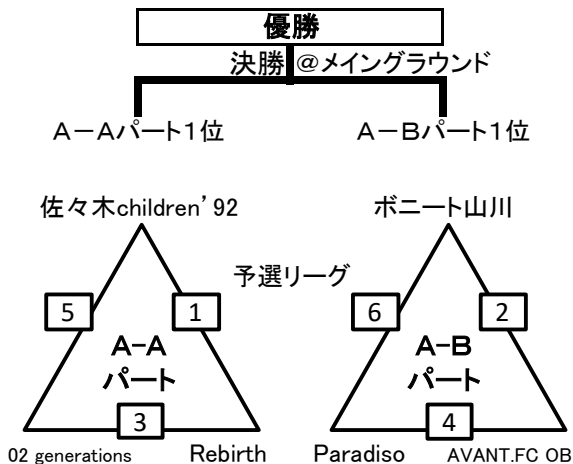 優勝
決勝 @メイングラウンド
A-Aパート1位 A-Bパート1位
佐々木children'92 ボニート山川
予選リーグ
5 1 6 2
A-A A-B
パート パート
3 4
02 generations Rebirth Paradiso AVANT.FC OB